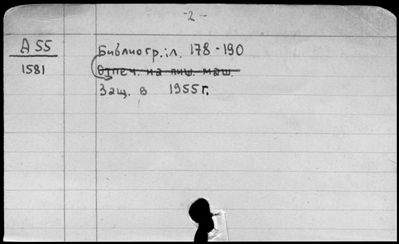 -2-
А 55
1581
Библиогр.: л. 178-190
Отпеч. на пиш. маш.
Защ. в 1955 г.